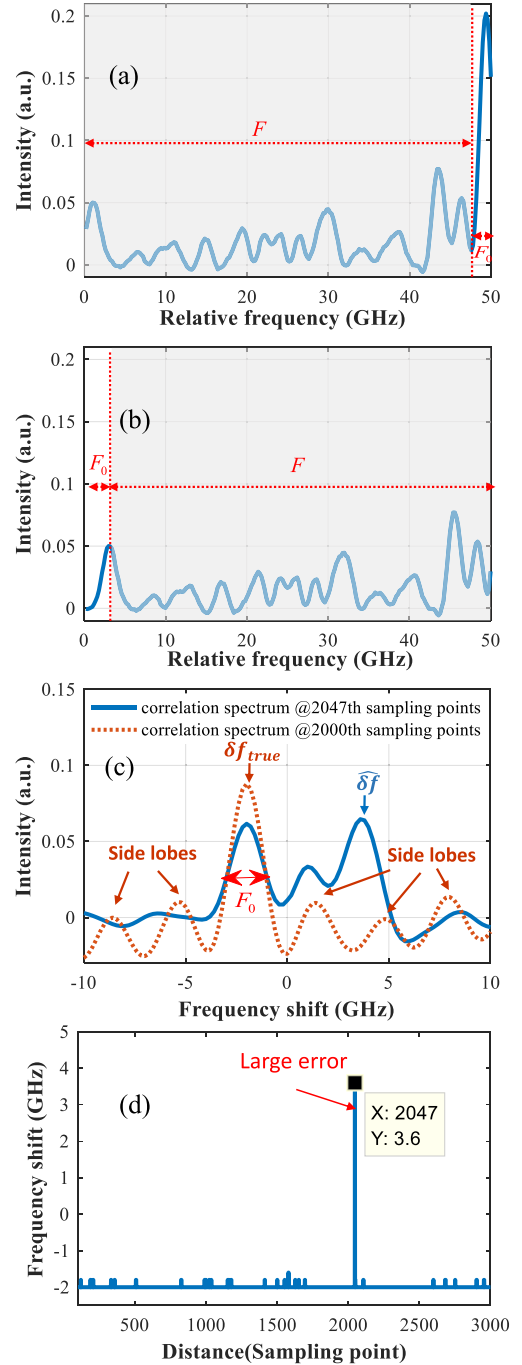 (a)
Intensity (a.u.)
0.2
0.15
0.1
0.05
0
F
F₀
0 10 20 30 40 50
Relative frequency (GHz)
(b)
Intensity (a.u.)
0.2
0.15
0.1
0.05
0
F₀
F
0 10 20 30 40 50
Relative frequency (GHz)
0.15
correlation spectrum @2047th sampling points
correlation spectrum @2000th sampling points
(c)
Intensity (a.u.)
0.1
0.05
0
δf_true
δ̂f
Side lobes
Side lobes
F₀
-10 -5 0 5 10
Frequency shift (GHz)
(d)
Frequency shift (GHz)
5
4
3
2
1
0
-1
-2
Large error
X: 2047
Y: 3.6
500 1000 1500 2000 2500 3000
Distance(Sampling point)